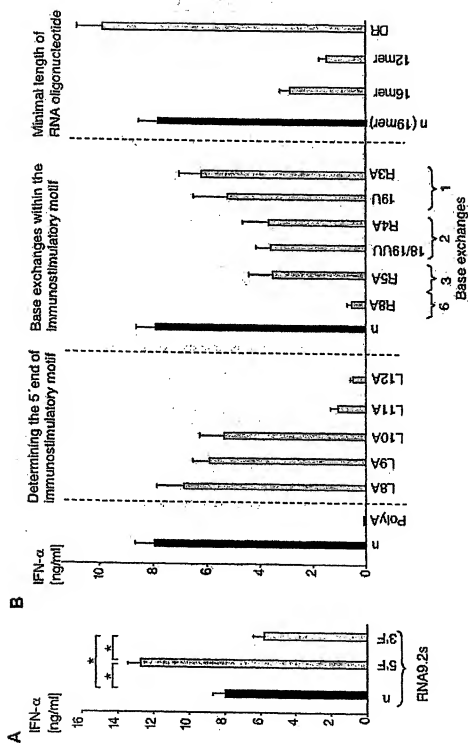 A
IFN-α
[ng/ml]
16
14
12
10
8
6
4
2
0
*
*
*
n
5'F
3'F
RNA9.2s
B
IFN-α
[ng/ml]
10
8
6
4
2
0
Determining the 5' end of
immunostimulatory motif
Base exchanges within the
immunostimulatory motif
Minimal length of
RNA oligonucleotide
n
PolyA
L8A
L9A
L10A
L11A
L12A
n
R8A
R5A
18/19UU
R4A
19U
R3A
n (19mer)
16mer
12mer
DR
6
3
2
1
Base exchanges